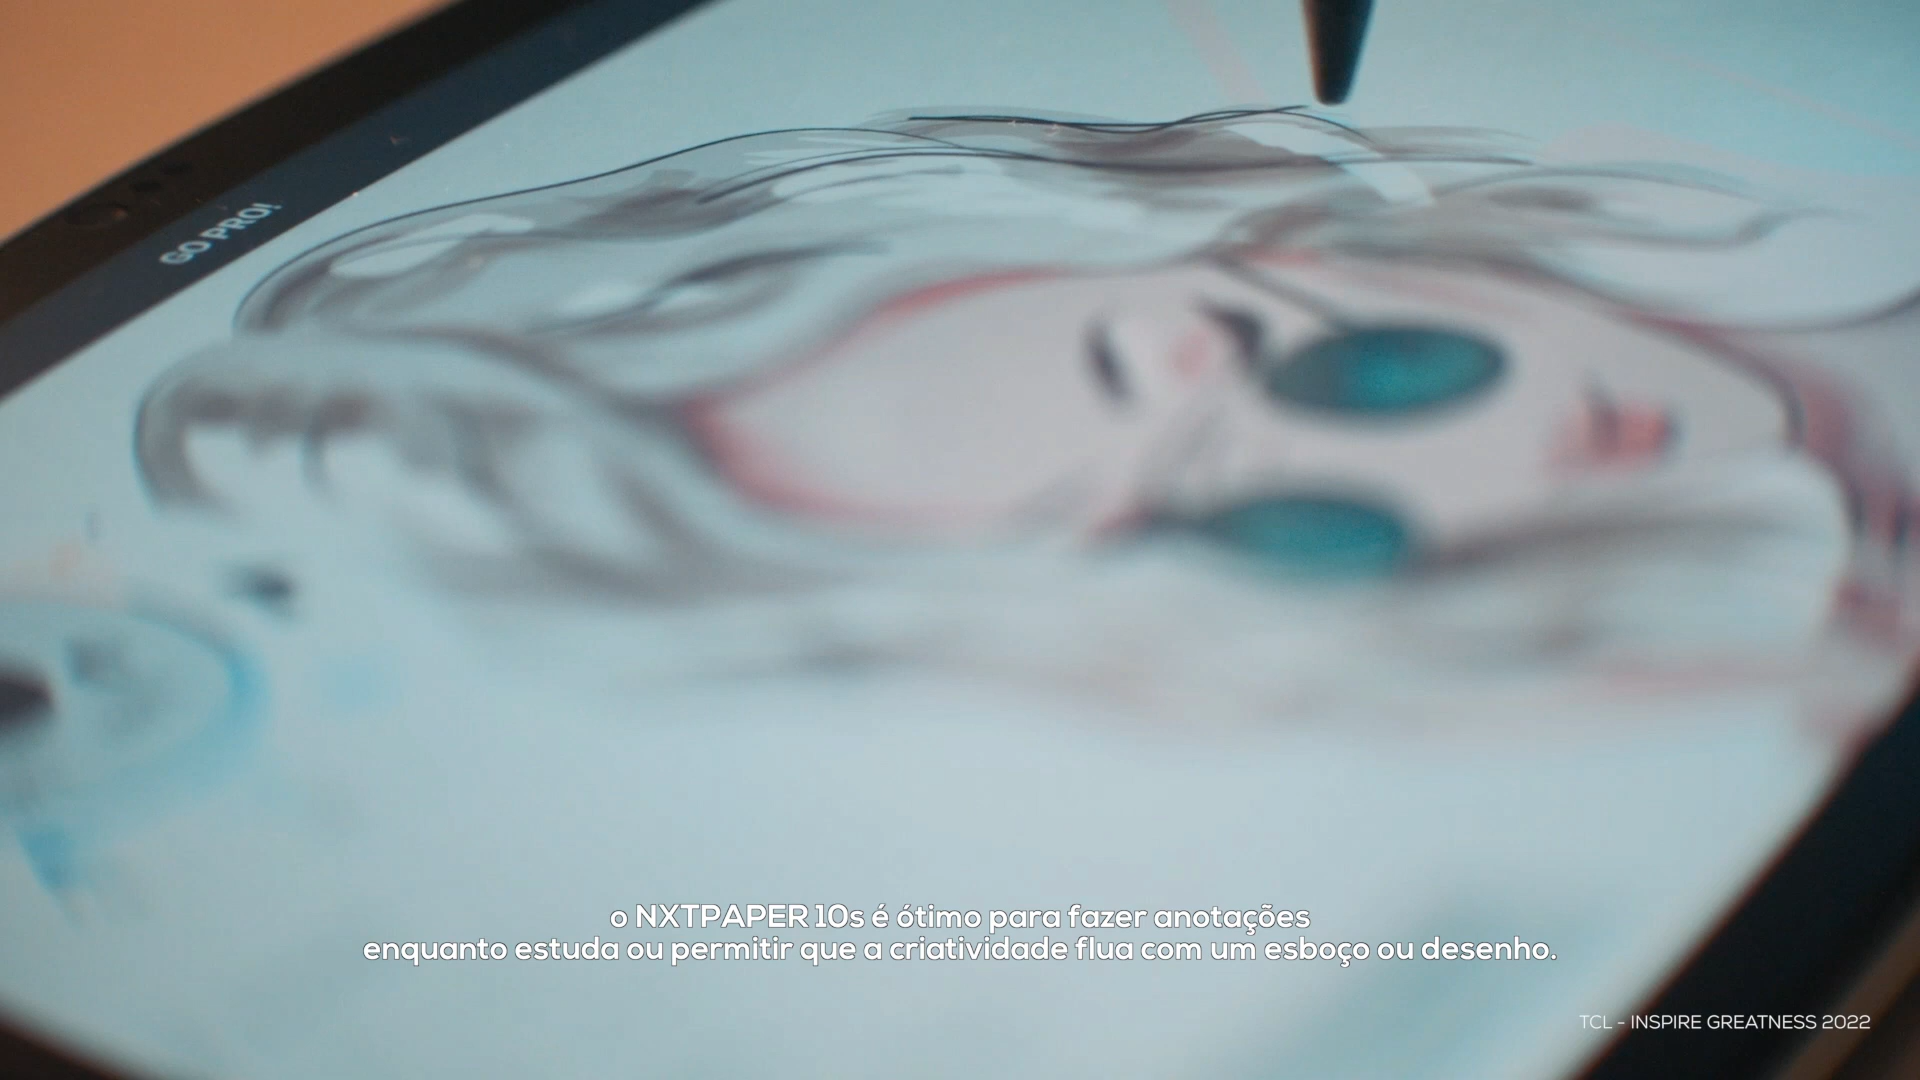 GO PRO!
o NXTPAPER 10s é ótimo para fazer anotações
enquanto estuda ou permitir que a criatividade flua com um esboço ou desenho.
TCL - INSPIRE GREATNESS 2022